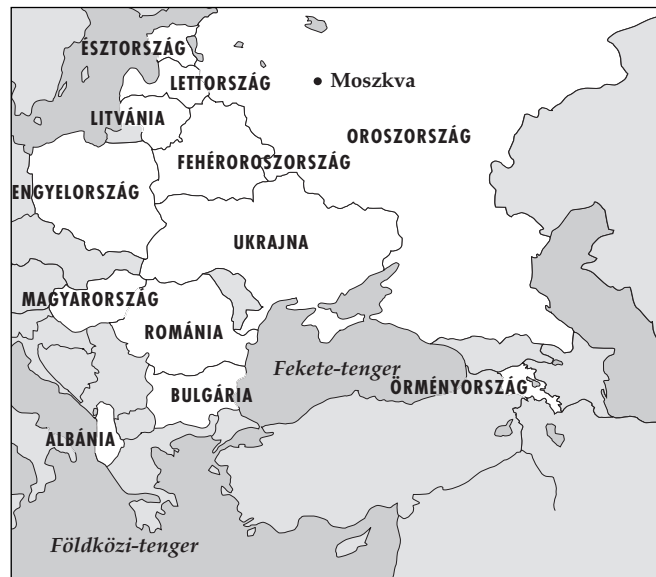 ÉSZTORSZÁG
LETTORSZÁG
Moszkva
LITVÁNIA
OROSZORSZÁG
FEHÉROROSZORSZÁG
ENGYELORSZÁG
UKRAJNA
MAGYARORSZÁG
ROMÁNIA
Fekete-tenger
ÖRMÉNYORSZÁG
BULGÁRIA
ALBÁNIA
Földközi-tenger